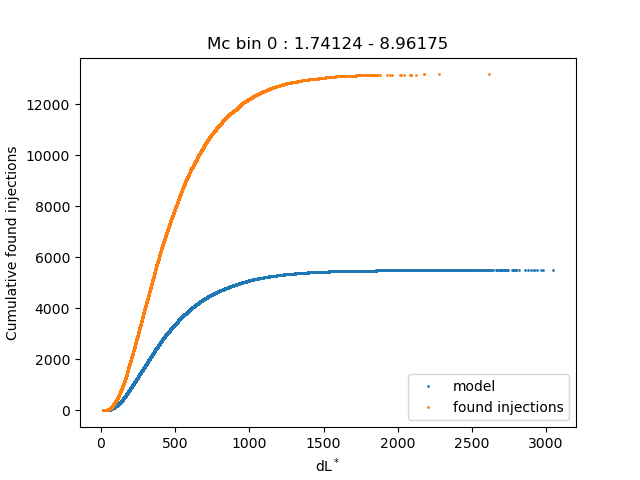 Mc bin 0 : 1.74124 - 8.96175
Cumulative found injections
12000
10000
8000
6000
4000
2000
0
0 500 1000 1500 2000 2500 3000
dL*
model
found injections